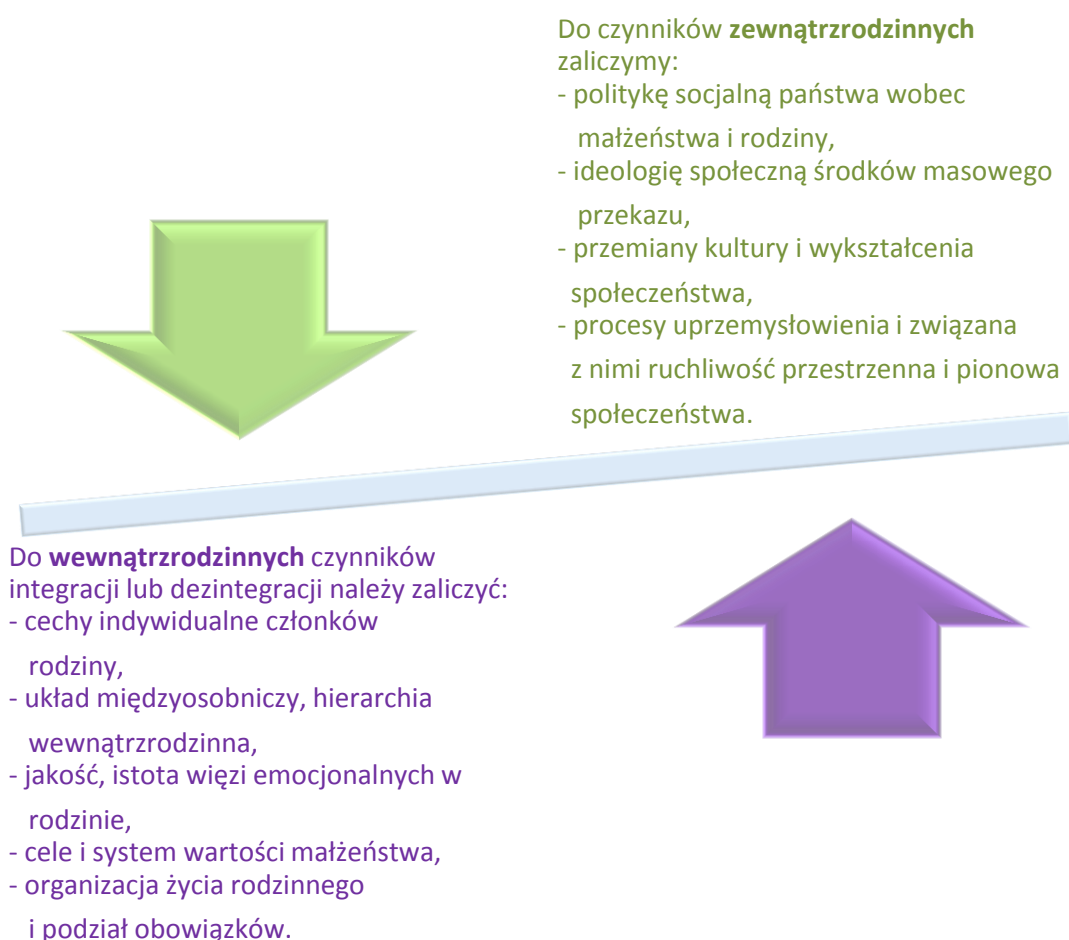 Do czynników zewnątrzrodzinnych
zaliczymy:
- politykę socjalną państwa wobec
małżeństwa i rodziny,
- ideologię społeczną środków masowego
przekazu,
- przemiany kultury i wykształcenia
społeczeństwa,
- procesy uprzemysłowienia i związana
z nimi ruchliwość przestrzenna i pionowa
społeczeństwa.
Do wewnątrzrodzinnych czynników
integracji lub dezintegracji należy zaliczyć:
- cechy indywidualne członków
rodziny,
- układ międzyosobniczy, hierarchia
wewnątrzrodzinna,
- jakość, istota więzi emocjonalnych w
rodzinie,
- cele i system wartości małżeństwa,
- organizacja życia rodzinnego
i podział obowiązków.